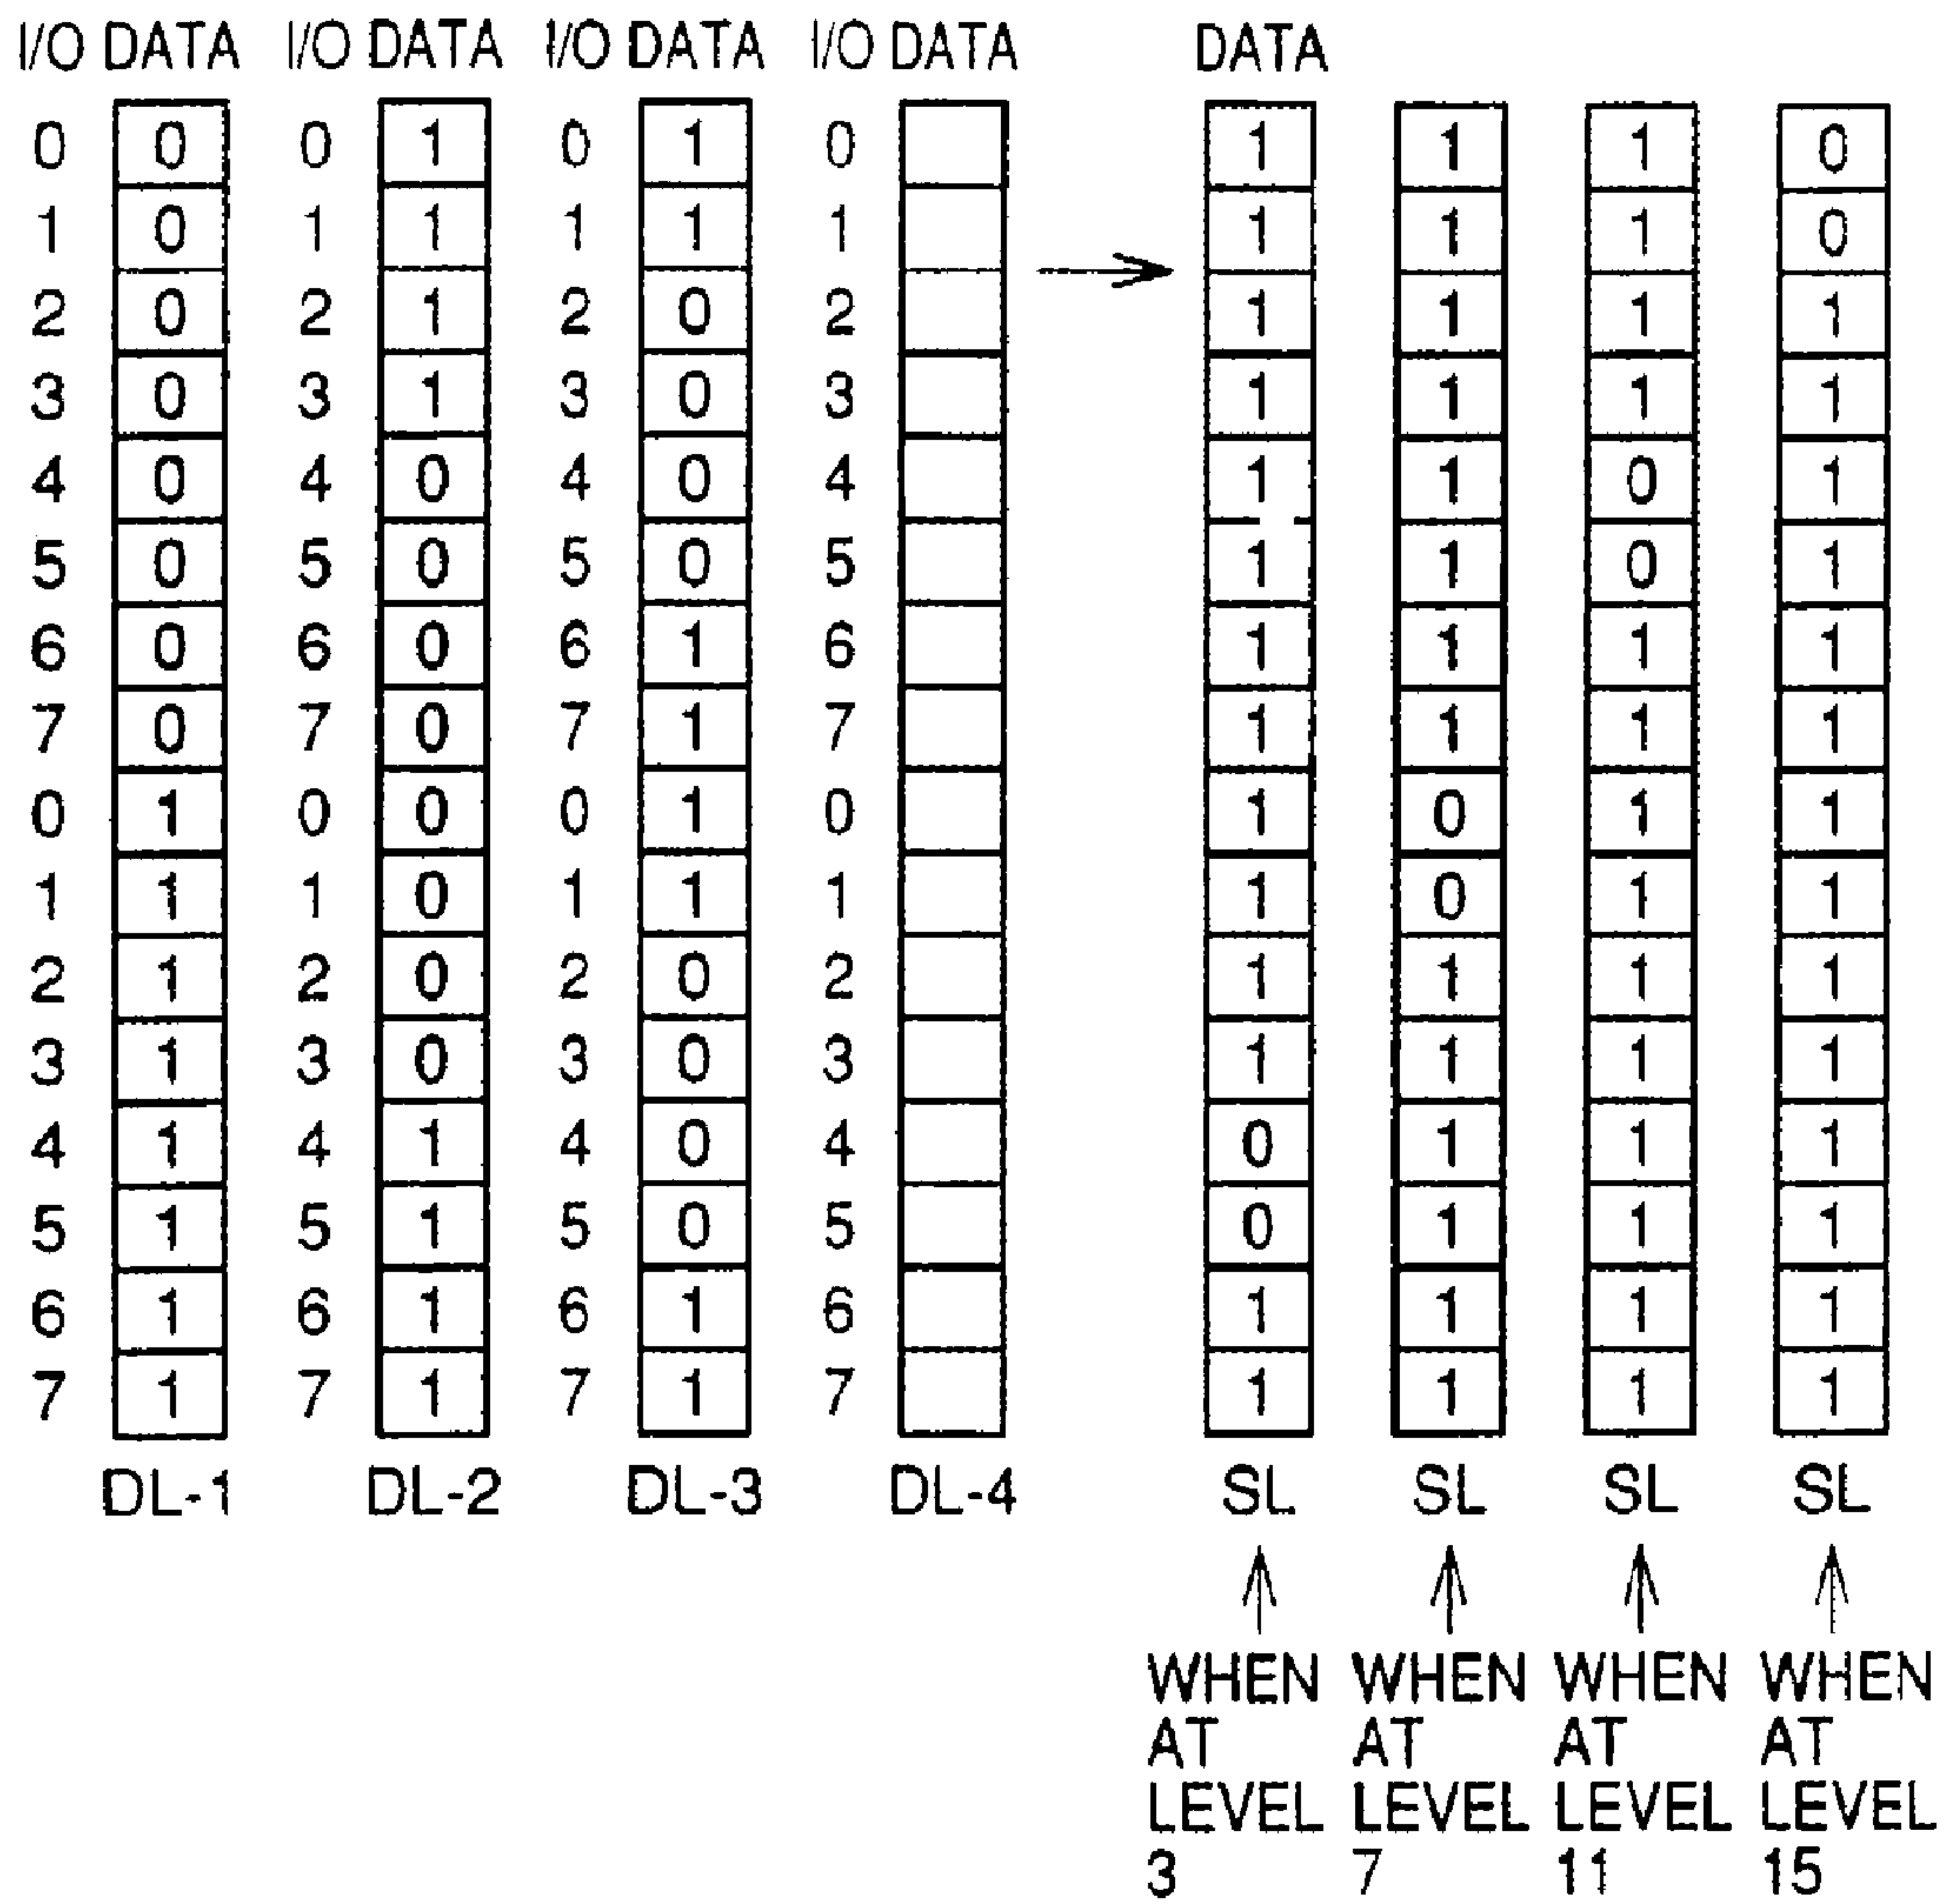 I/O DATA I/O DATA I/O DATA I/O DATA DATA
0 0 0 1 0 1 0 1 1 1 0
1 0 1 1 1 1 1 1 1 1 0
2 0 2 1 2 0 2 1 1 1 1
3 0 3 1 3 0 3 1 1 1 1
4 0 4 0 4 0 4 1 1 0 1
5 0 5 0 5 0 5 1 1 0 1
6 0 6 0 6 1 6 1 1 1 1
7 0 7 0 7 1 7 1 1 1 1
0 1 0 0 0 1 0 1 0 1 1
1 1 1 0 1 1 1 1 0 1 1
2 1 2 0 2 0 2 1 1 1 1
3 1 3 0 3 0 3 1 1 1 1
4 1 4 1 4 0 4 0 1 1 1
5 1 5 1 5 0 5 0 1 1 1
6 1 6 1 6 1 6 1 1 1 1
7 1 7 1 7 1 7 1 1 1 1
DL-1 DL-2 DL-3 DL-4 SL SL SL SL
WHEN WHEN WHEN WHEN
AT AT AT AT
LEVEL LEVEL LEVEL LEVEL
3 7 11 15